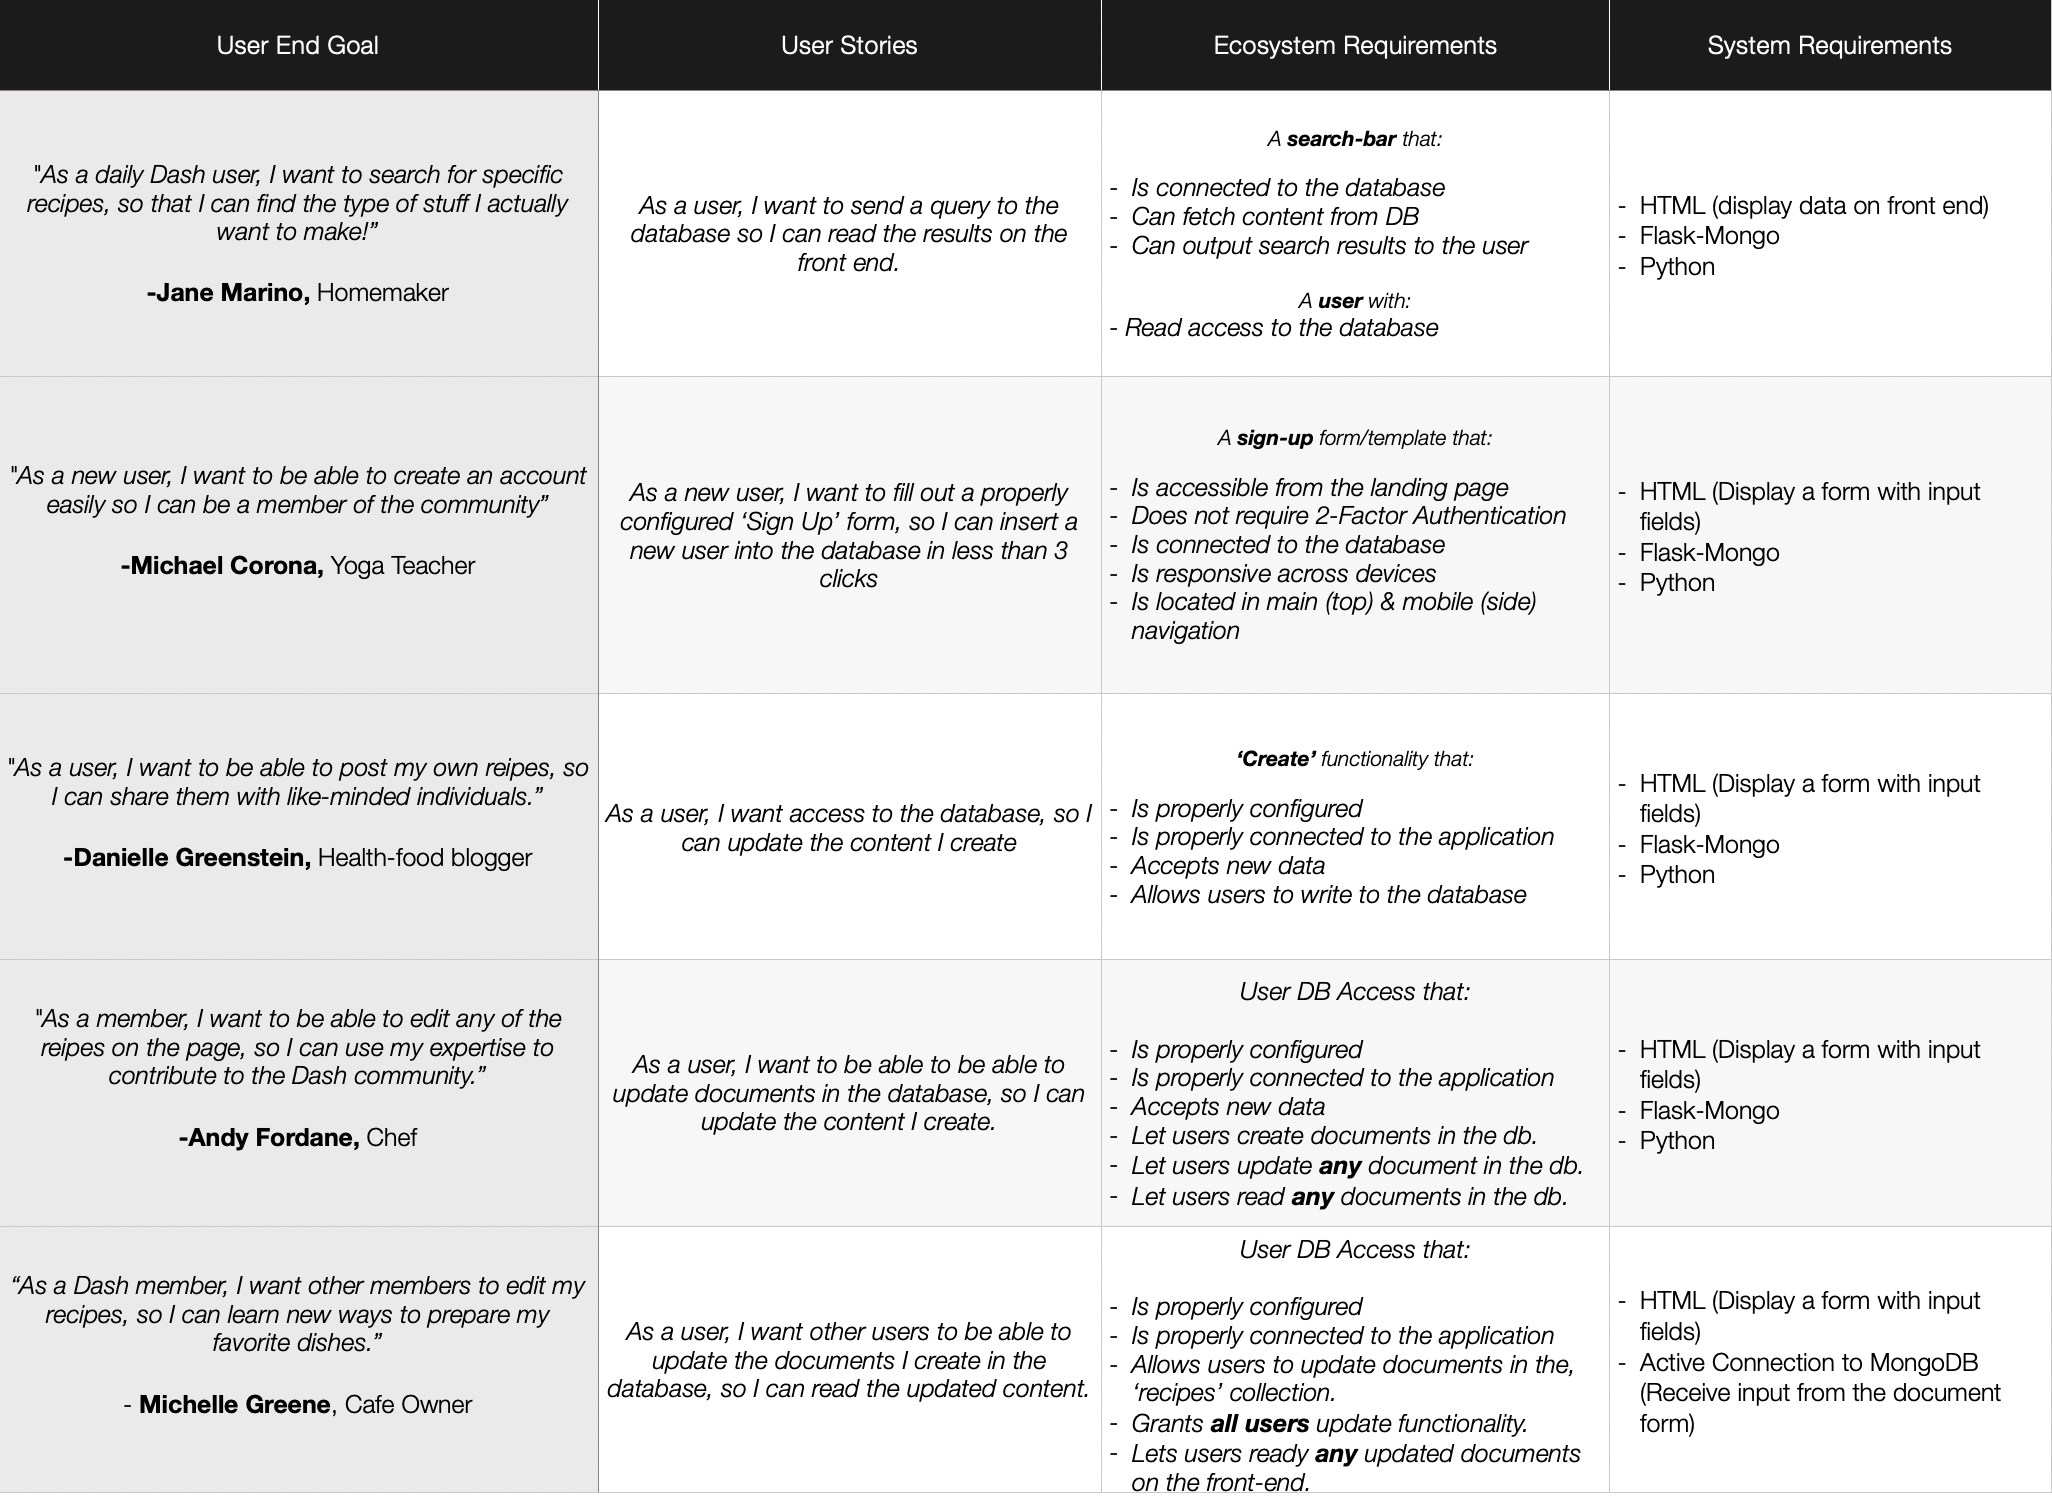 User End Goal
User Stories
Ecosystem Requirements
System Requirements
"As a daily Dash user, I want to search for specific
recipes, so that I can find the type of stuff I actually
want to make!”
-Jane Marino, Homemaker
As a user, I want to send a query to the
database so I can read the results on the
front end.
A search-bar that:
- Is connected to the database
- Can fetch content from DB
- Can output search results to the user
A user with:
- Read access to the database
- HTML (display data on front end)
- Flask-Mongo
- Python
"As a new user, I want to be able to create an account
easily so I can be a member of the community”
-Michael Corona, Yoga Teacher
As a new user, I want to fill out a properly
configured ‘Sign Up’ form, so I can insert a
new user into the database in less than 3
clicks
A sign-up form/template that:
- Is accessible from the landing page
- Does not require 2-Factor Authentication
- Is connected to the database
- Is responsive across devices
- Is located in main (top) & mobile (side)
navigation
- HTML (Display a form with input
fields)
- Flask-Mongo
- Python
"As a user, I want to be able to post my own reipes, so
I can share them with like-minded individuals.”
-Danielle Greenstein, Health-food blogger
As a user, I want access to the database, so I
can update the content I create
‘Create’ functionality that:
- Is properly configured
- Is properly connected to the application
- Accepts new data
- Allows users to write to the database
- HTML (Display a form with input
fields)
- Flask-Mongo
- Python
"As a member, I want to be able to edit any of the
reipes on the page, so I can use my expertise to
contribute to the Dash community.”
-Andy Fordane, Chef
As a user, I want to be able to be able to
update documents in the database, so I can
update the content I create.
User DB Access that:
- Is properly configured
- Is properly connected to the application
- Accepts new data
- Let users create documents in the db.
- Let users update any document in the db.
- Let users read any documents in the db.
- HTML (Display a form with input
fields)
- Flask-Mongo
- Python
“As a Dash member, I want other members to edit my
recipes, so I can learn new ways to prepare my
favorite dishes.”
- Michelle Greene, Cafe Owner
As a user, I want other users to be able to
update the documents I create in the
database, so I can read the updated content.
User DB Access that:
- Is properly configured
- Is properly connected to the application
- Allows users to update documents in the,
‘recipes’ collection.
- Grants all users update functionality.
- Lets users ready any updated documents
on the front-end.
- HTML (Display a form with input
fields)
- Active Connection to MongoDB
(Receive input from the document
form)